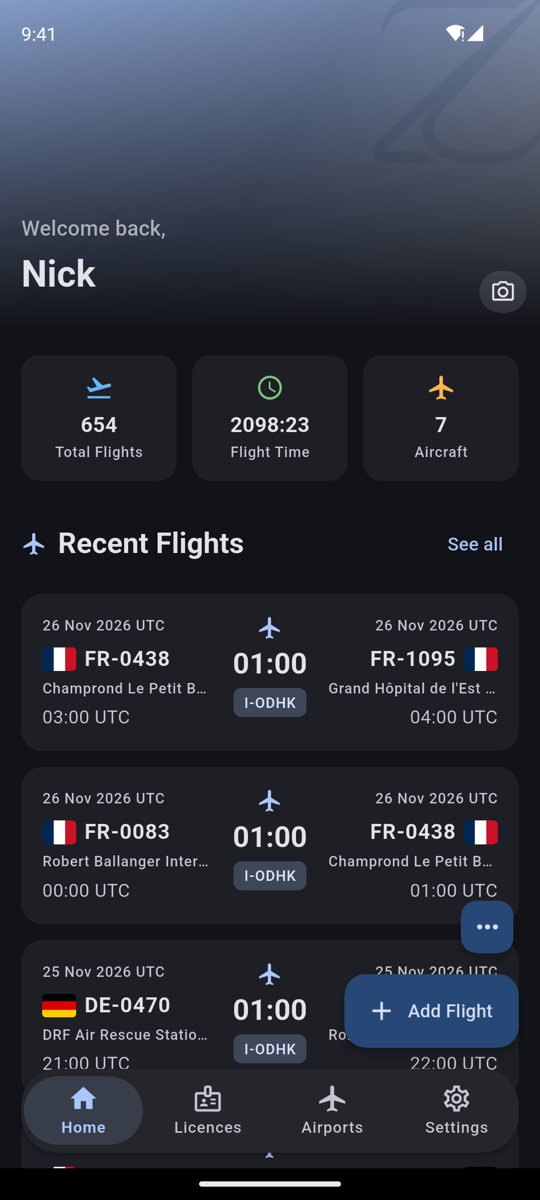 9:41
Welcome back,
Nick
654
Total Flights
2098:23
Flight Time
7
Aircraft
Recent Flights
See all
26 Nov 2026 UTC
FR-0438
Champrond Le Petit B...
03:00 UTC
01:00
I-ODHK
26 Nov 2026 UTC
FR-1095
Grand Hôpital de l'Est ...
04:00 UTC
26 Nov 2026 UTC
FR-0083
Robert Ballanger Inter...
00:00 UTC
01:00
I-ODHK
26 Nov 2026 UTC
FR-0438
Champrond Le Petit B...
01:00 UTC
25 Nov 2026 UTC
DE-0470
DRF Air Rescue Statio...
21:00 UTC
01:00
I-ODHK
25 Nov 2026 UTC
22:00 UTC
Add Flight
Home
Licences
Airports
Settings